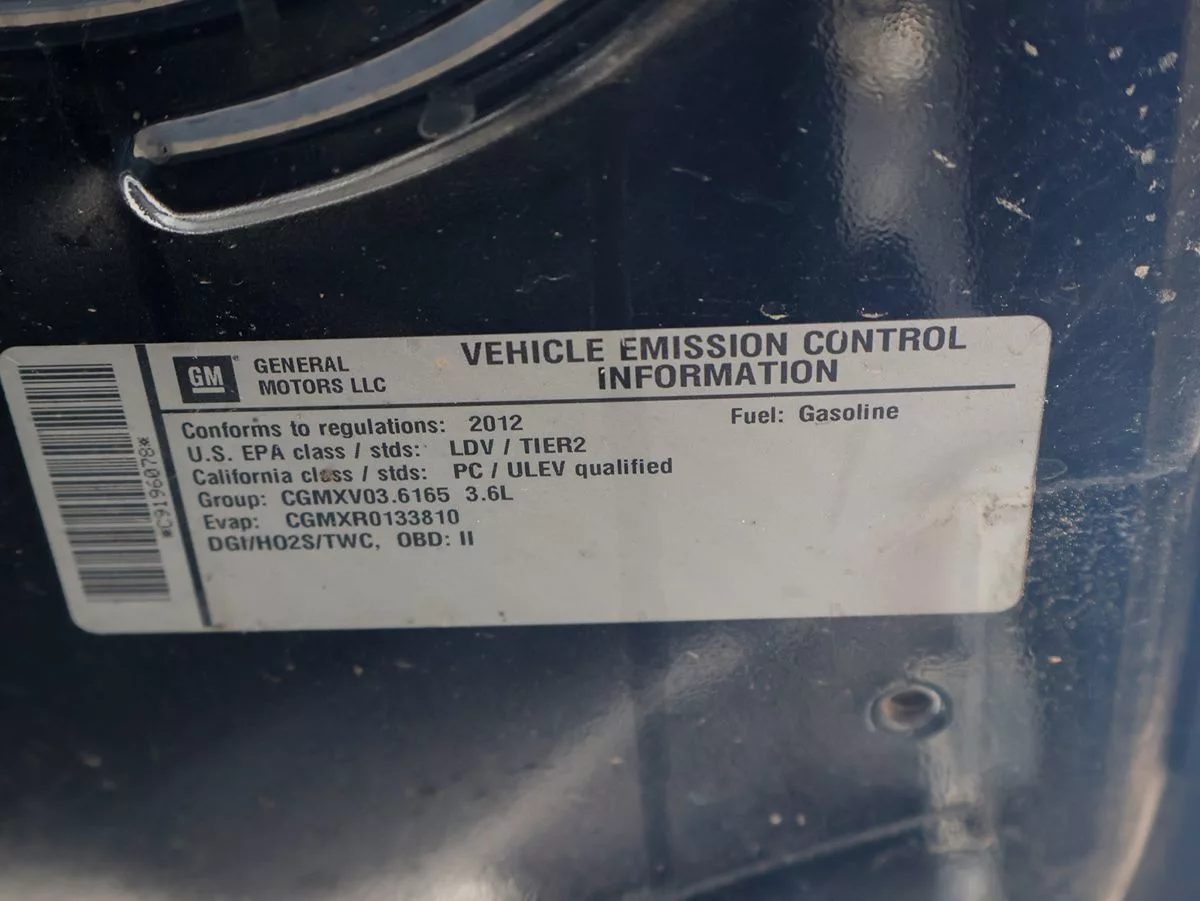 GM GENERAL MOTORS LLC
VEHICLE EMISSION CONTROL
INFORMATION
Conforms to regulations: 2012 Fuel: Gasoline
U.S. EPA class / stds: LDV / TIER2
California class / stds: PC / ULEV qualified
Group: CGMXV03.6165 3.6L
Evap: CGMXR0133810
DGI/HO2S/TWC, OBD: II
*C9196078*